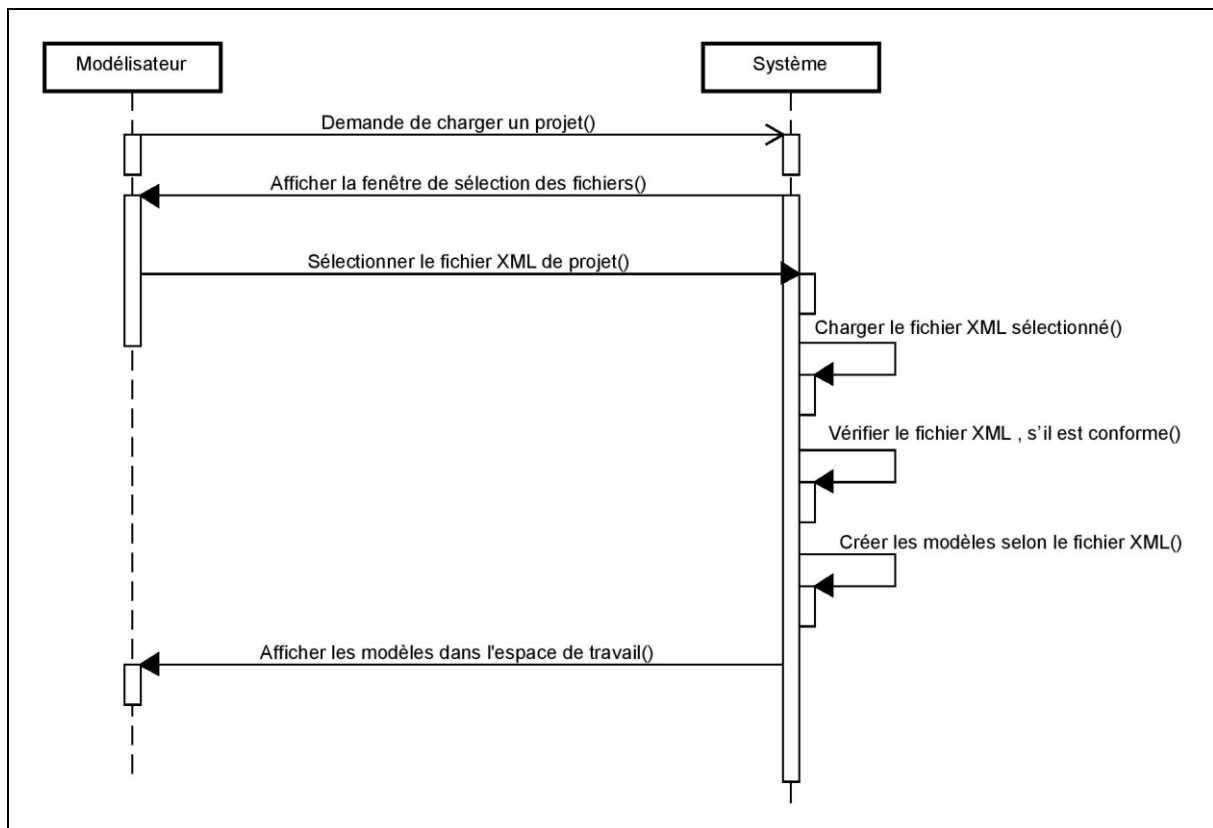 Modélisateur
Système
Demande de charger un projet()
Afficher la fenêtre de sélection des fichiers()
Sélectionner le fichier XML de projet()
Charger le fichier XML sélectionné()
Vérifier le fichier XML , s'il est conforme()
Créer les modèles selon le fichier XML()
Afficher les modèles dans l'espace de travail()